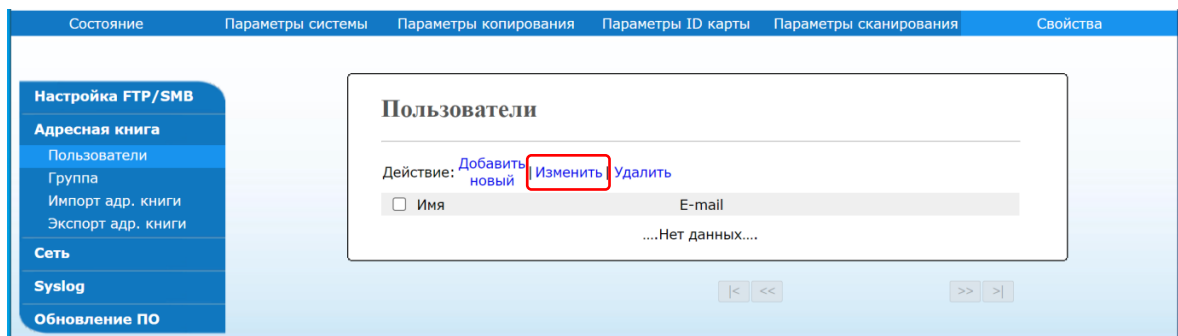 Состояние Параметры системы Параметры копирования Параметры ID карты Параметры сканирования Свойства
Настройка FTP/SMB
Адресная книга
Пользователи
Группа
Импорт адр. книги
Экспорт адр. книги
Сеть
Syslog
Обновление ПО
Пользователи
Действие: Добавить новый | Изменить | Удалить
Имя E-mail
....Нет данных....
|< << >> >|